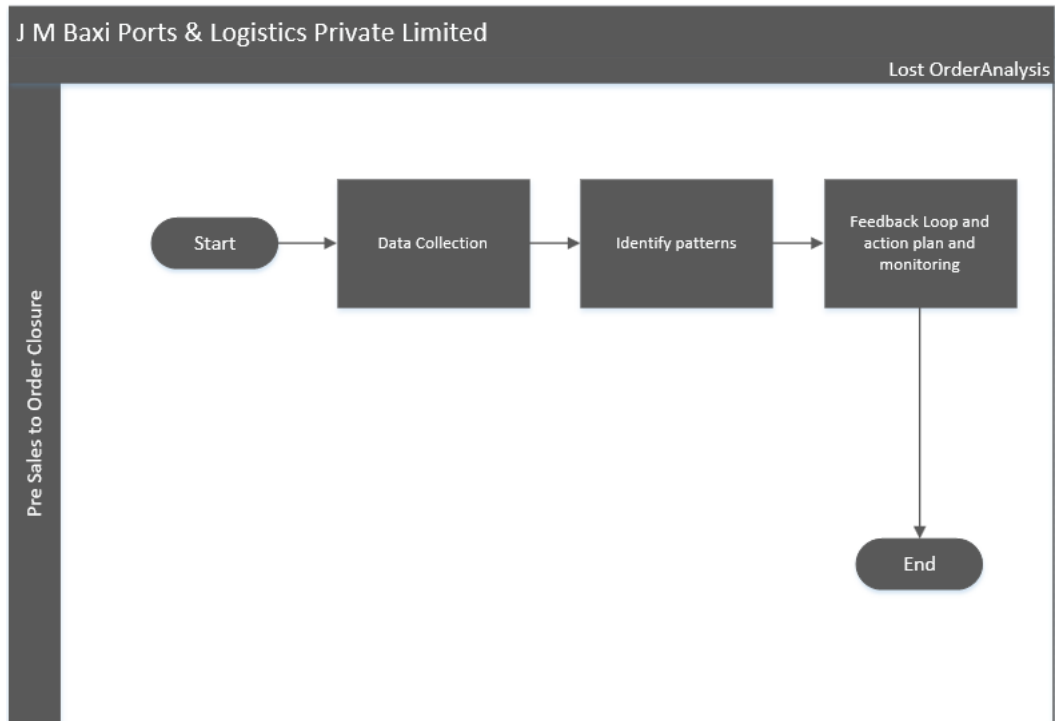 J M Baxi Ports & Logistics Private Limited
Lost OrderAnalysis
Pre Sales to Order Closure
Start
Data Collection
Identify patterns
Feedback Loop and
action plan and
monitoring
End